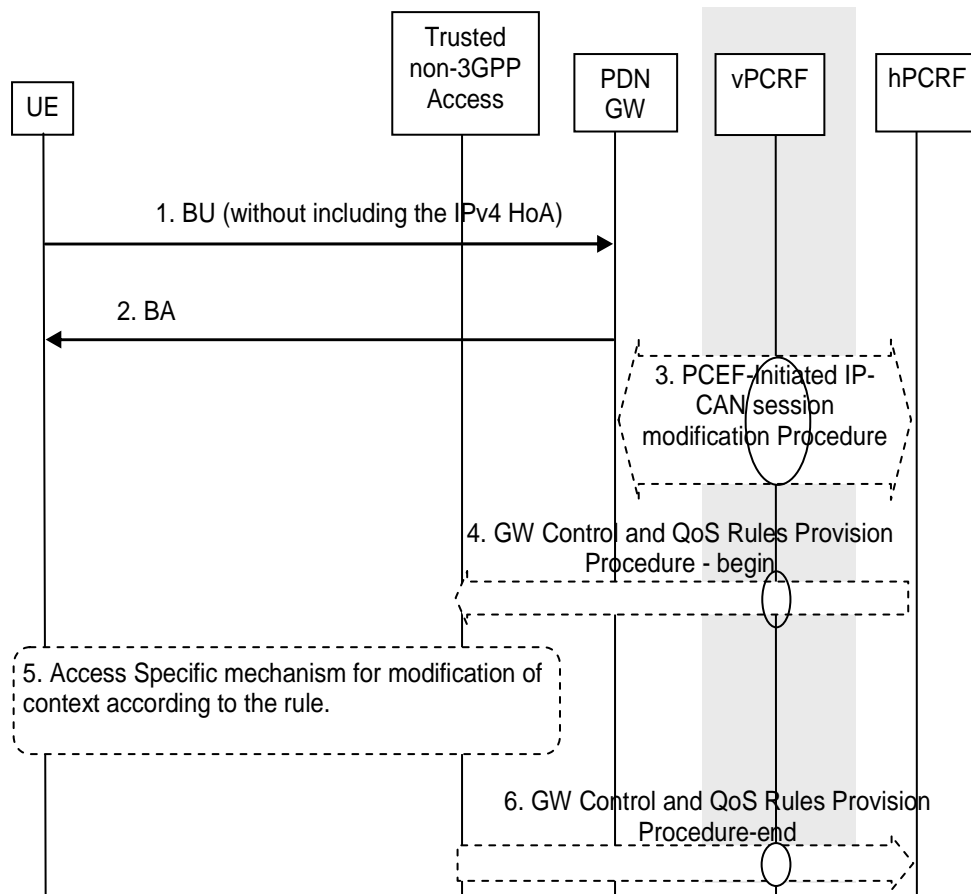 Trusted
non-3GPP
Access
UE
PDN
GW
vPCRF
hPCRF
1. BU (without including the IPv4 HoA)
2. BA
3. PCEF-Initiated IP-
CAN session
modification Procedure
4. GW Control and QoS Rules Provision
Procedure - begin
5. Access Specific mechanism for modification of
context according to the rule.
6. GW Control and QoS Rules Provision
Procedure-end